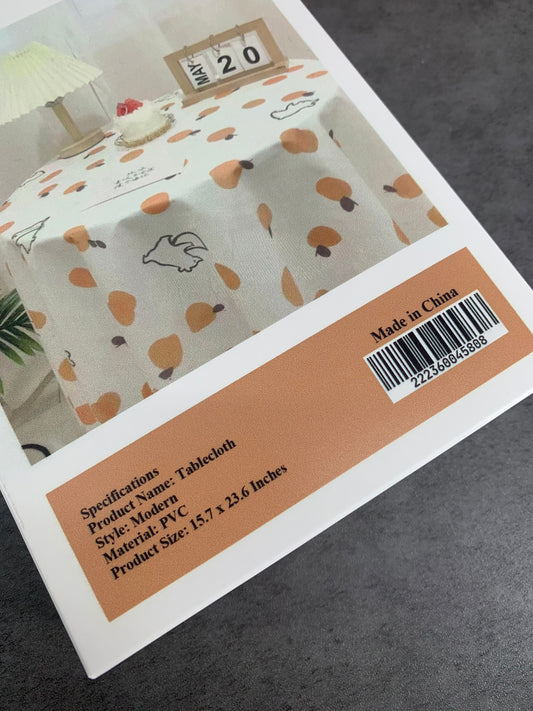 MAY 20
Made in China
222360045808
Specifications
Product Name: Tablecloth
Style: Modern
Material: PVC
Product Size: 15.7 x 23.6 Inches